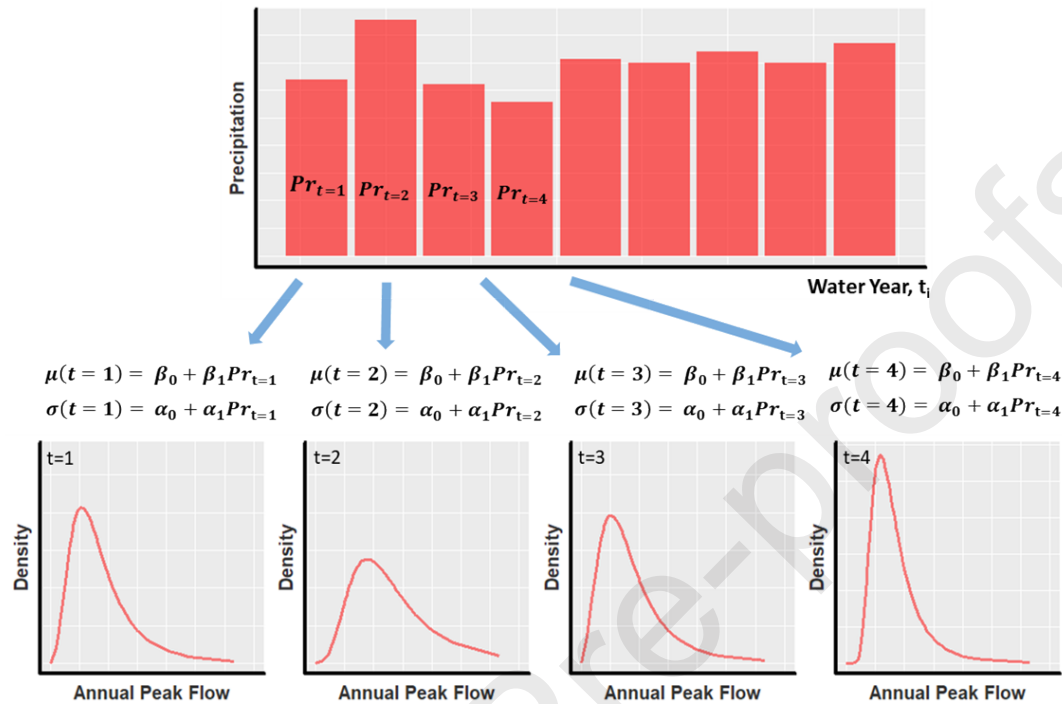 Precipitation
Pr_{t=1}
Pr_{t=2}
Pr_{t=3}
Pr_{t=4}
Water Year, t_i
μ(t = 1) = β_0 + β_1Pr_{t=1}
σ(t = 1) = α_0 + α_1Pr_{t=1}
μ(t = 2) = β_0 + β_1Pr_{t=2}
σ(t = 2) = α_0 + α_1Pr_{t=2}
μ(t = 3) = β_0 + β_1Pr_{t=3}
σ(t = 3) = α_0 + α_1Pr_{t=3}
μ(t = 4) = β_0 + β_1Pr_{t=4}
σ(t = 4) = α_0 + α_1Pr_{t=4}
t=1
Density
Annual Peak Flow
t=2
Density
Annual Peak Flow
t=3
Density
Annual Peak Flow
t=4
Density
Annual Peak Flow
re-proofs